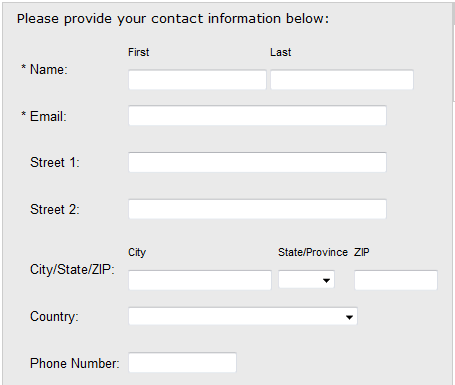 Please provide your contact information below:
First Last
* Name:
* Email:
Street 1:
Street 2:
City State/Province ZIP
City/State/ZIP:
Country:
Phone Number: